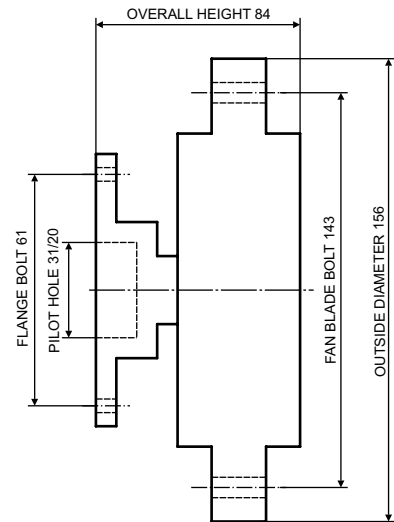 OVERALL HEIGHT 84
FLANGE BOLT 61
PILOT HOLE 31/20
FAN BLADE BOLT 143
OUTSIDE DIAMETER 156